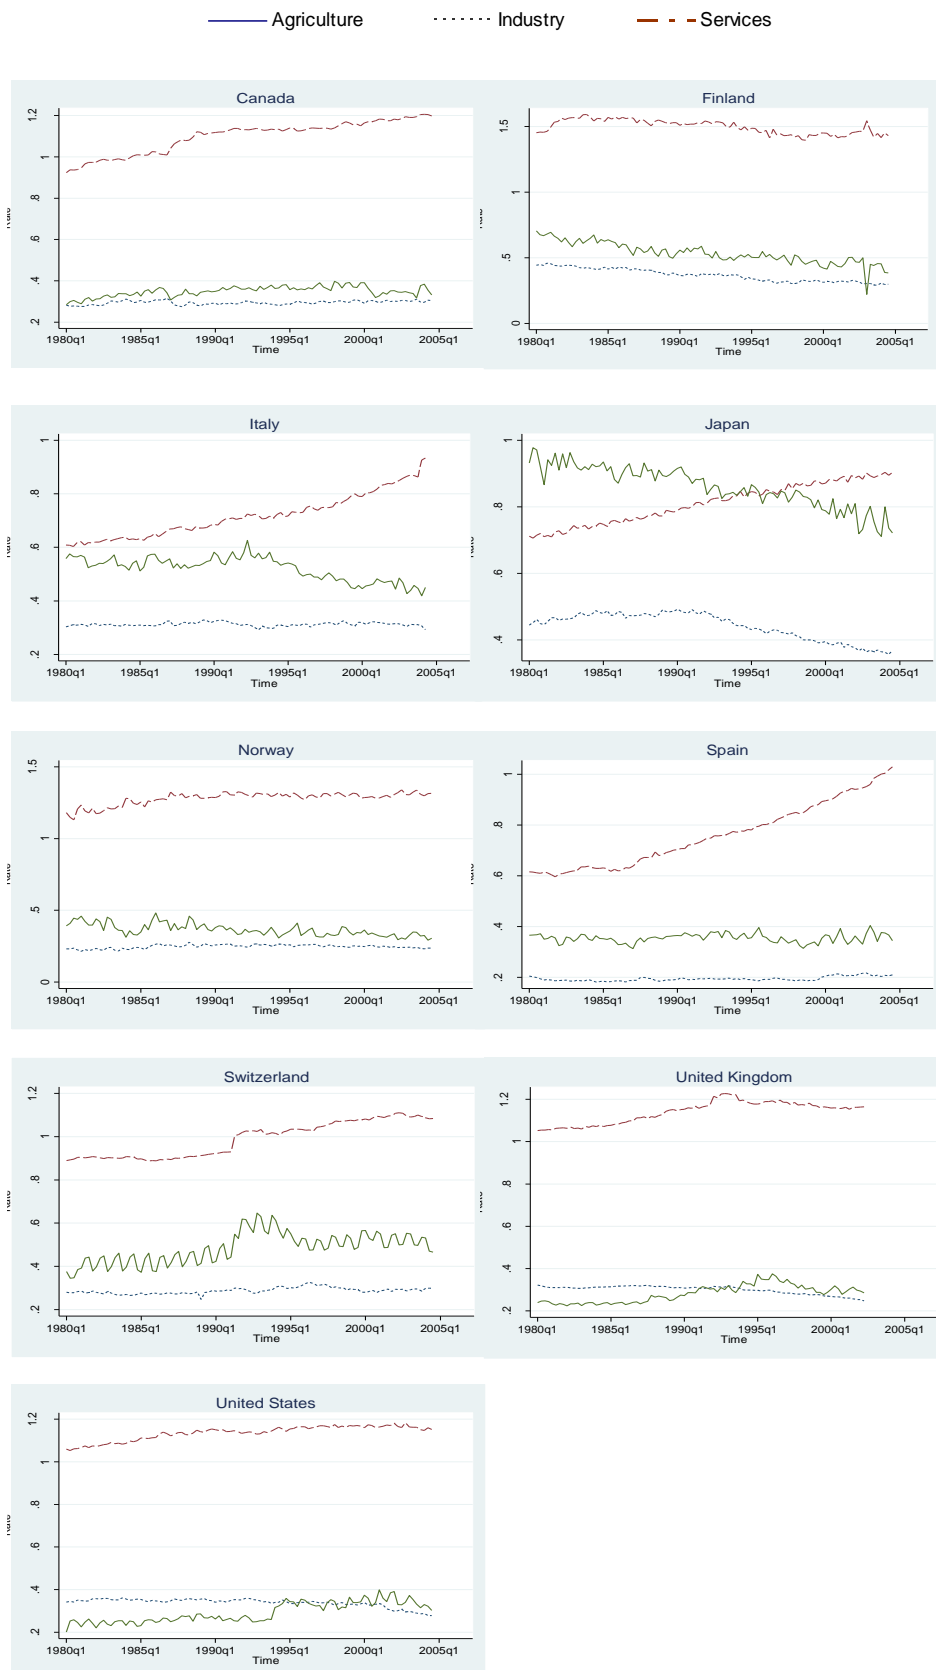 Agriculture Industry Services
Canada
.2 .4 .6 .8 1 1.2
1980q1 1985q1 1990q1 1995q1 2000q1 2005q1
Time
Finland
0 .5 1 1.5
1980q1 1985q1 1990q1 1995q1 2000q1 2005q1
Time
Italy
.2 .4 .6 .8 1
1980q1 1985q1 1990q1 1995q1 2000q1 2005q1
Time
Japan
.4 .6 .8 1
1980q1 1985q1 1990q1 1995q1 2000q1 2005q1
Time
Norway
0 .5 1 1.5
1980q1 1985q1 1990q1 1995q1 2000q1 2005q1
Time
Spain
.2 .4 .6 .8 1
1980q1 1985q1 1990q1 1995q1 2000q1 2005q1
Time
Switzerland
.2 .4 .6 .8 1 1.2
1980q1 1985q1 1990q1 1995q1 2000q1 2005q1
Time
United Kingdom
.2 .4 .6 .8 1 1.2
1980q1 1985q1 1990q1 1995q1 2000q1 2005q1
Time
United States
.2 .4 .6 .8 1 1.2
1980q1 1985q1 1990q1 1995q1 2000q1 2005q1
Time